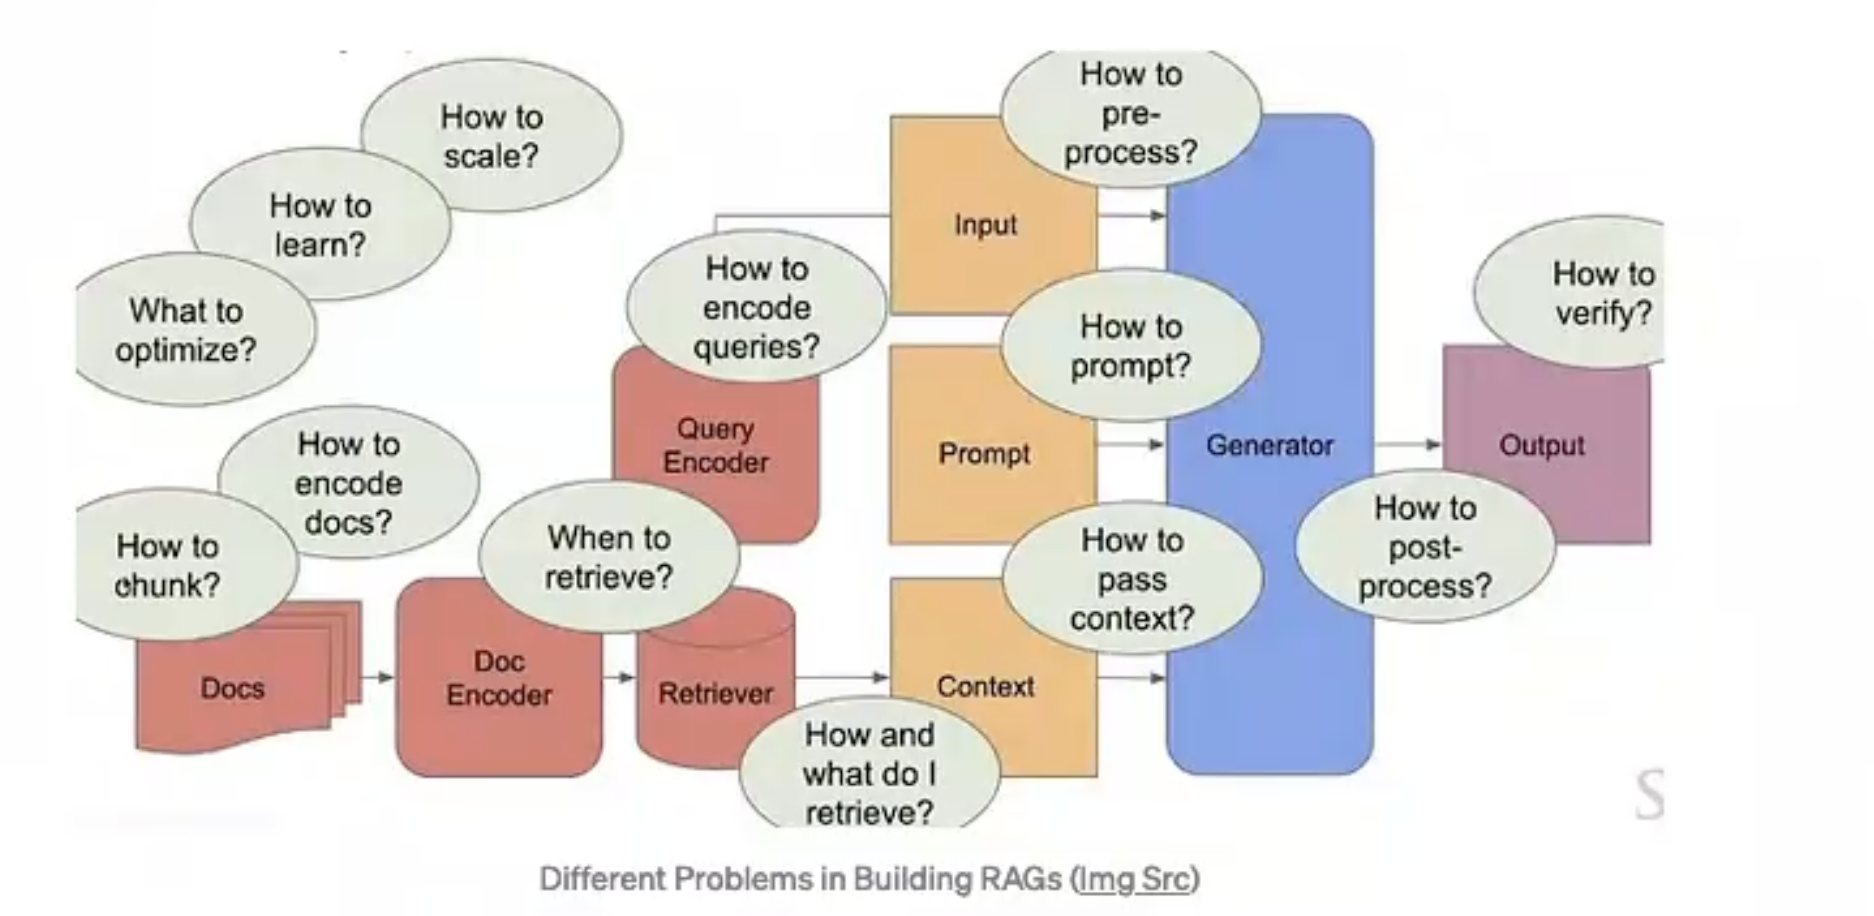 How to
scale?
How to
learn?
What to
optimize?
How to
encode
docs?
How to
chunk?
How to
encode
queries?
When to
retrieve?
How and
what do I
retrieve?
How to
pre-
process?
How to
prompt?
How to
pass
context?
How to
verify?
How to
post-
process?
Docs
Doc
Encoder
Query
Encoder
Retriever
Input
Prompt
Context
Generator
Output
S
Different Problems in Building RAGs (Img Src)